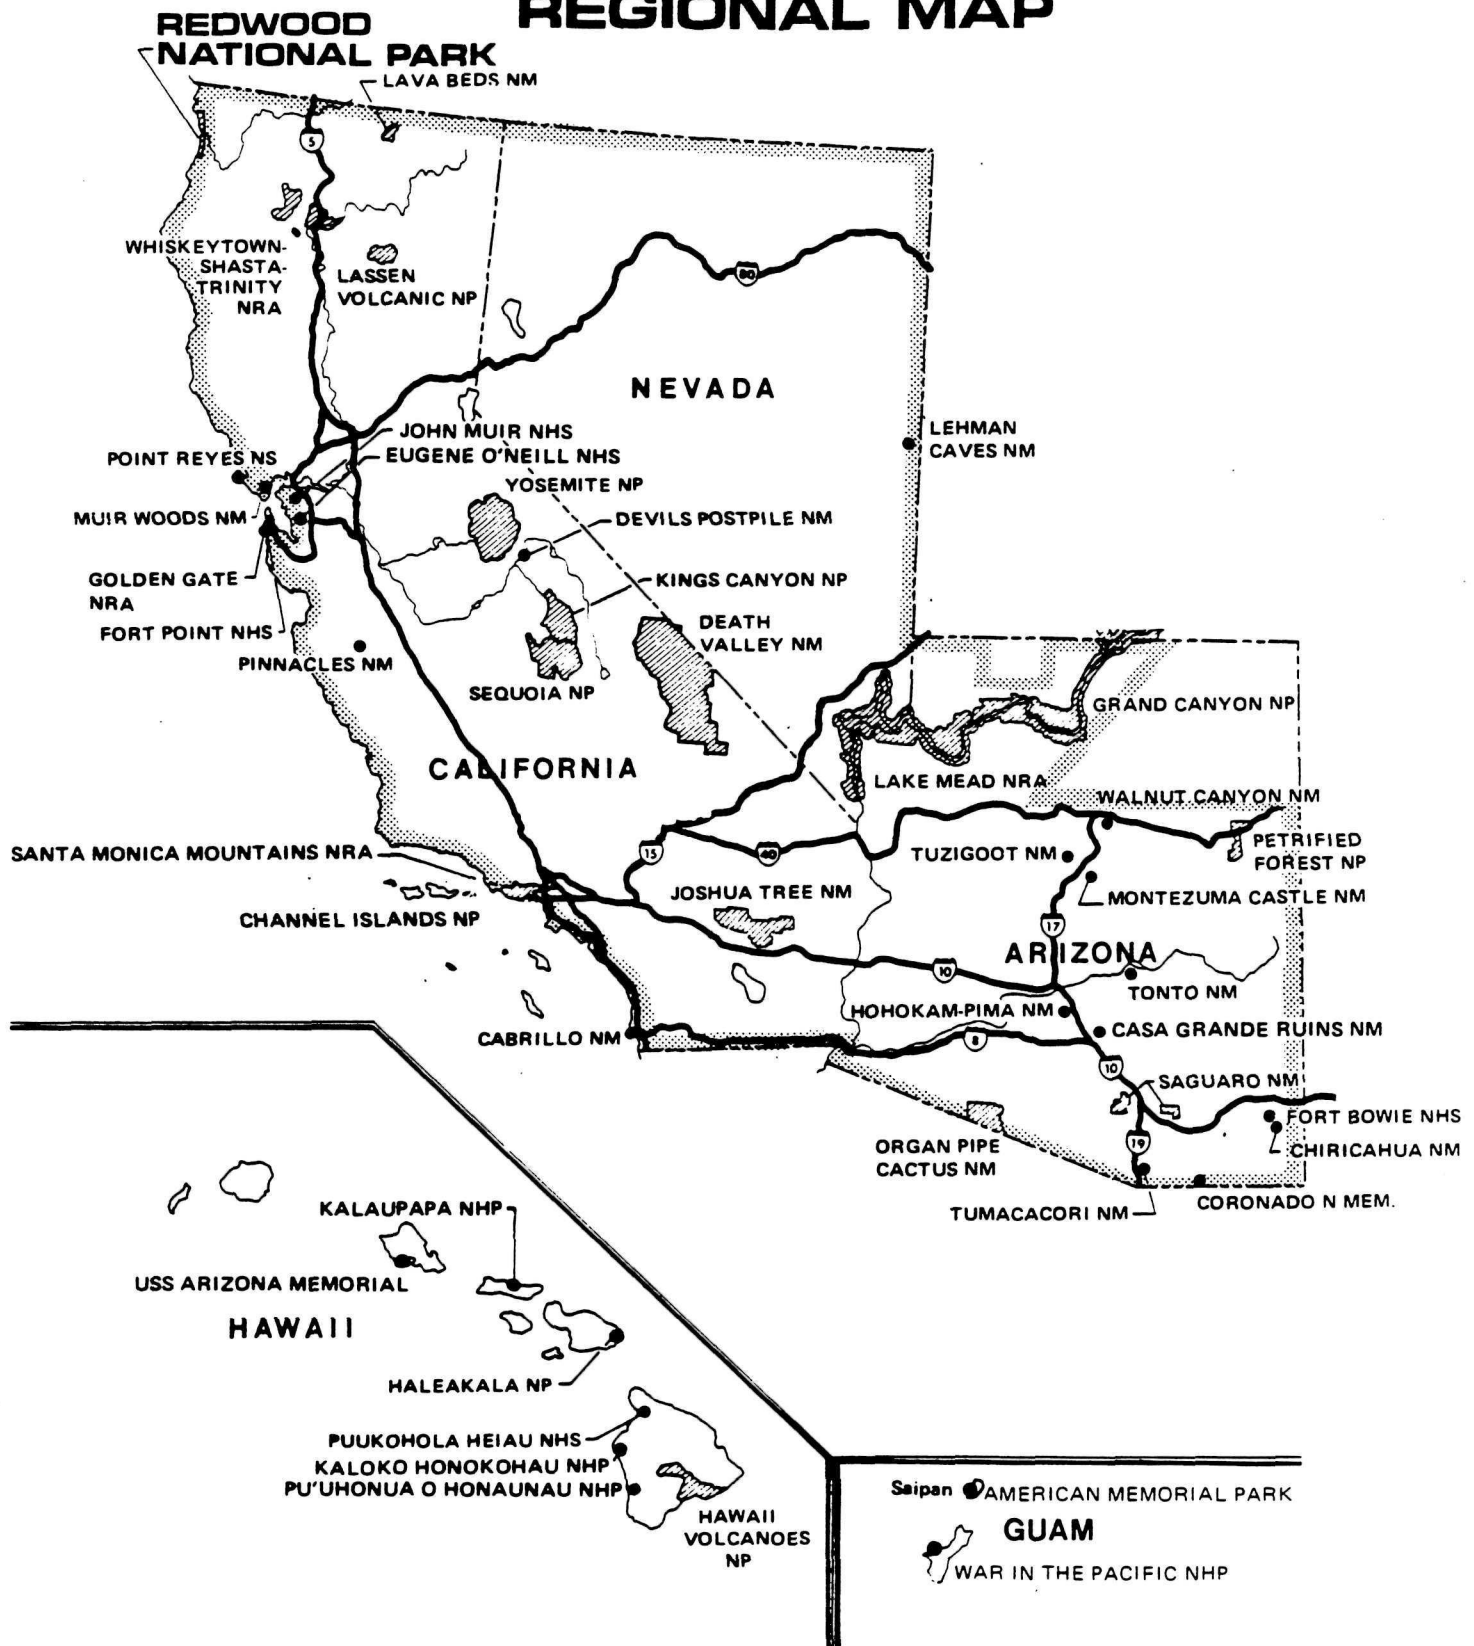 REGIONAL MAP
REDWOOD
NATIONAL PARK
LAVA BEDS NM
5
WHISKEYTOWN-
SHASTA-
TRINITY
NRA
LASSEN
VOLCANIC NP
80
NEVADA
LEHMAN
CAVES NM
JOHN MUIR NHS
EUGENE O'NEILL NHS
POINT REYES NS
YOSEMITE NP
MUIR WOODS NM
DEVILS POSTPILE NM
GOLDEN GATE
NRA
KINGS CANYON NP
FORT POINT NHS
DEATH
VALLEY NM
PINNACLES NM
SEQUOIA NP
GRAND CANYON NP
CALIFORNIA
LAKE MEAD NRA
WALNUT CANYON NM
SANTA MONICA MOUNTAINS NRA
15
40
TUZIGOOT NM
PETRIFIED
FOREST NP
JOSHUA TREE NM
MONTEZUMA CASTLE NM
CHANNEL ISLANDS NP
17
ARIZONA
10
TONTO NM
HOHOKAM-PIMA NM
CABRILLO NM
CASA GRANDE RUINS NM
8
10
SAGUARO NM
FORT BOWIE NHS
ORGAN PIPE
CACTUS NM
19
CHIRICAHUA NM
TUMACACORI NM
CORONADO N MEM.
KALAUPAPA NHP
USS ARIZONA MEMORIAL
HAWAII
HALEAKALA NP
PUUKOHOLA HEIAU NHS
KALOKO HONOKOHAU NHP
PU'UHONUA O HONAUNAU NHP
HAWAII
VOLCANOES
NP
Saipan AMERICAN MEMORIAL PARK
GUAM
WAR IN THE PACIFIC NHP